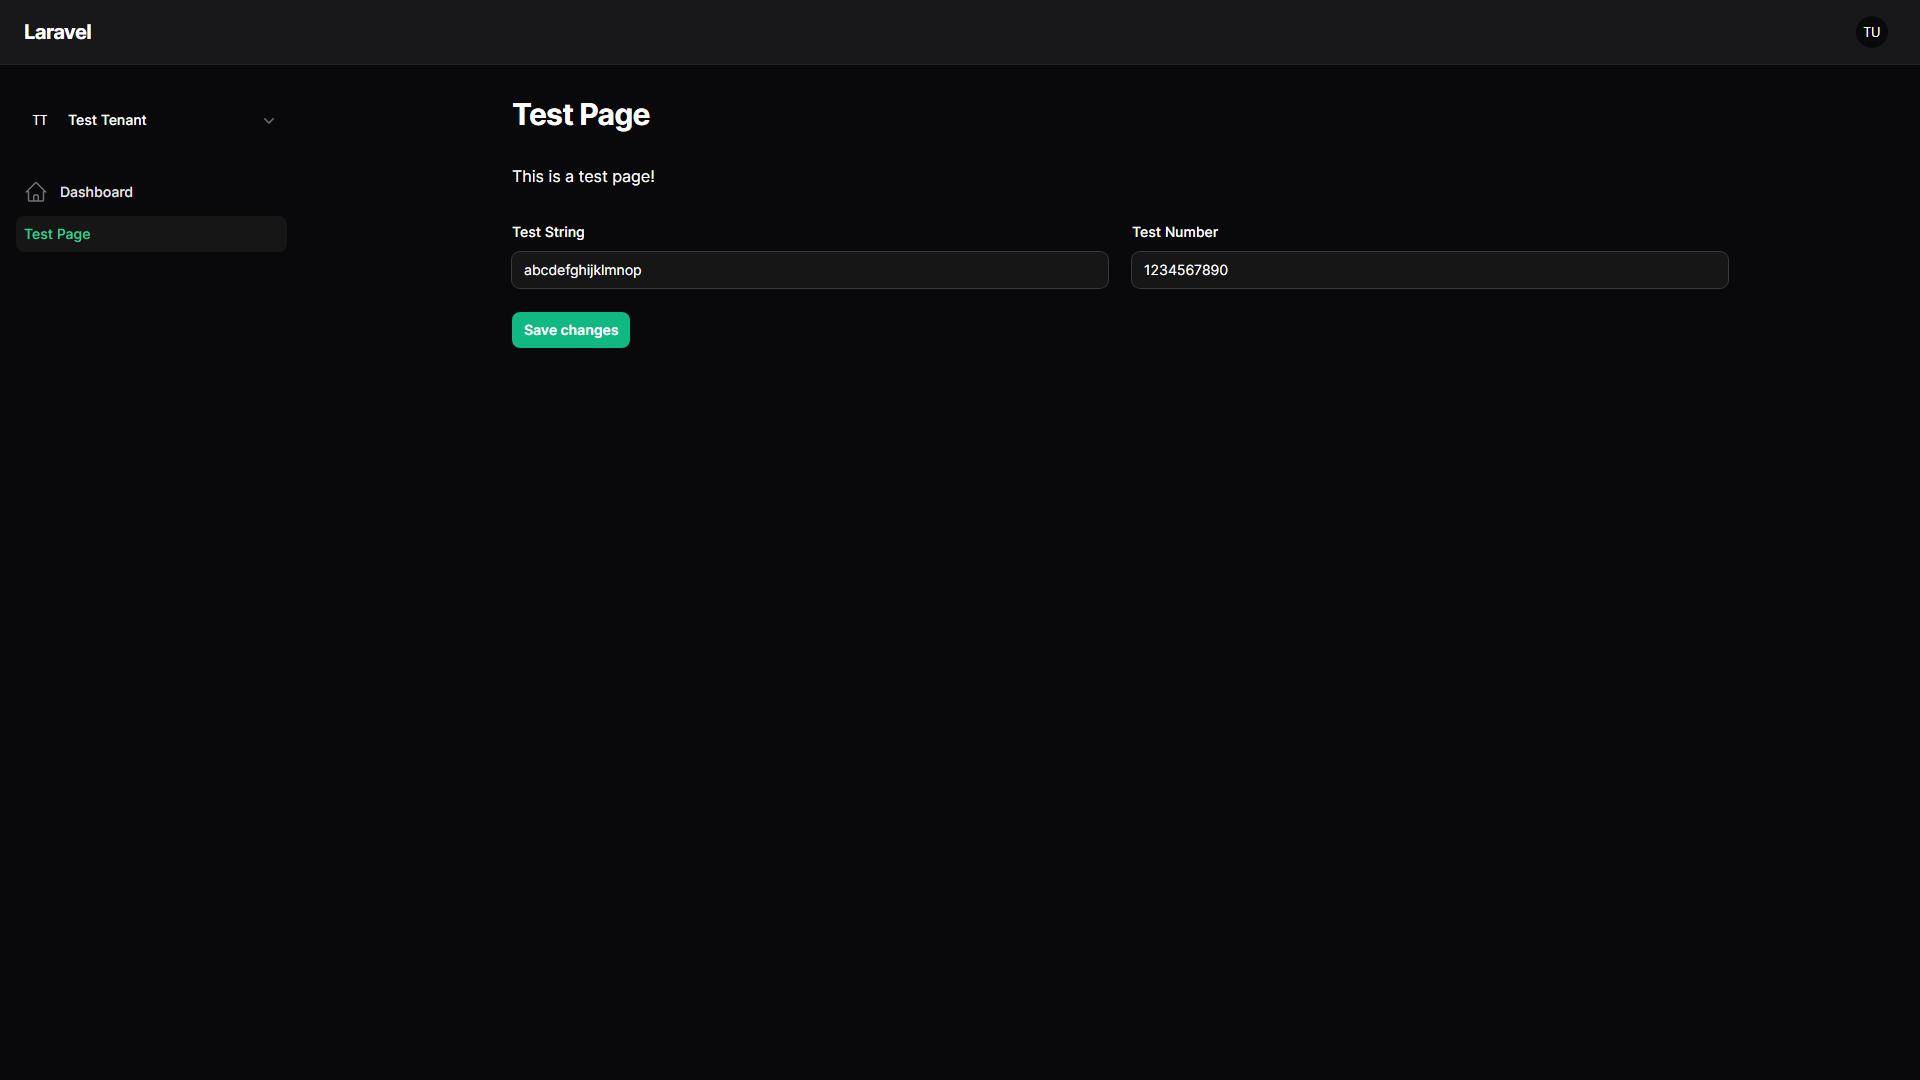 Laravel
TU
TT Test Tenant
Dashboard
Test Page
Test Page
This is a test page!
Test String
abcdefghijklmnop
Test Number
1234567890
Save changes